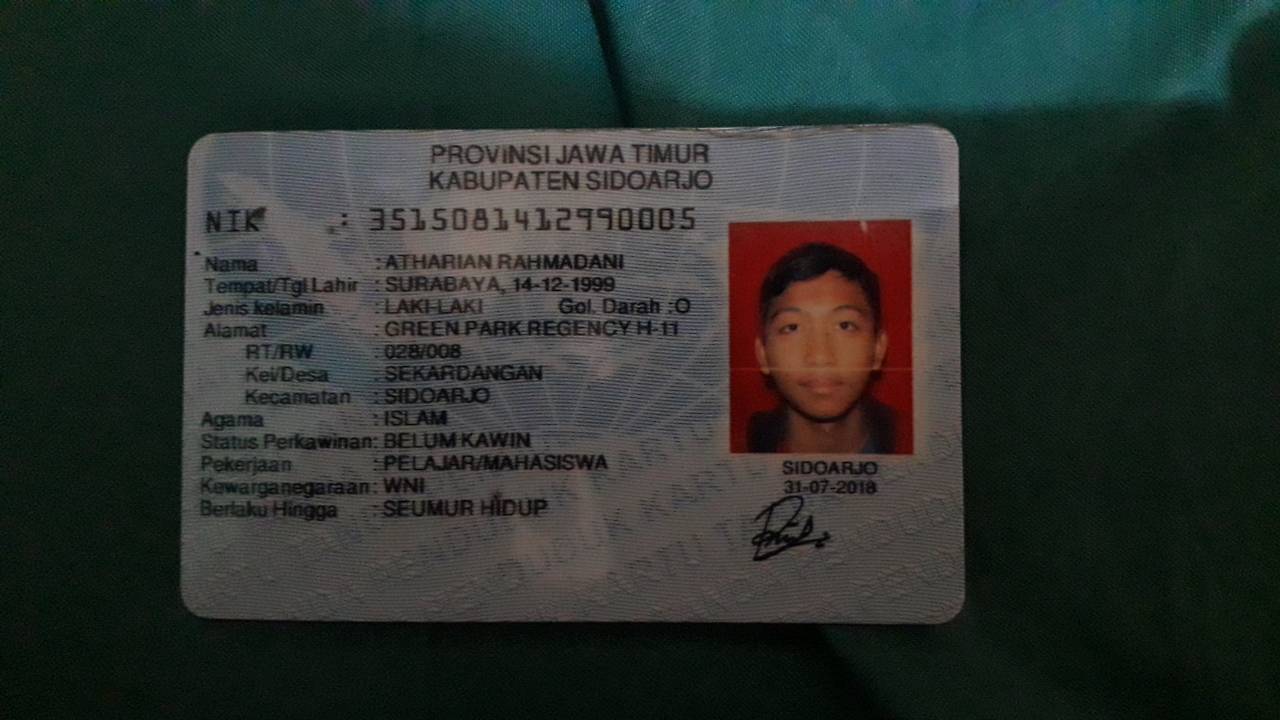 PROVINSI JAWA TIMUR
KABUPATEN SIDOARJO
NIK : 3515081412990005
Nama : ATHARIAN RAHMADANI
Tempat/Tgl Lahir : SURABAYA, 14-12-1999
Jenis kelamin : LAKI-LAKI Gol. Darah : O
Alamat : GREEN PARK REGENCY H-11
RT/RW : 028/008
Kel/Desa : SEKARDANGAN
Kecamatan : SIDOARJO
Agama : ISLAM
Status Perkawinan: BELUM KAWIN
Pekerjaan : PELAJAR/MAHASISWA
Kewarganegaraan: WNI
Berlaku Hingga : SEUMUR HIDUP
SIDOARJO
31-07-2018